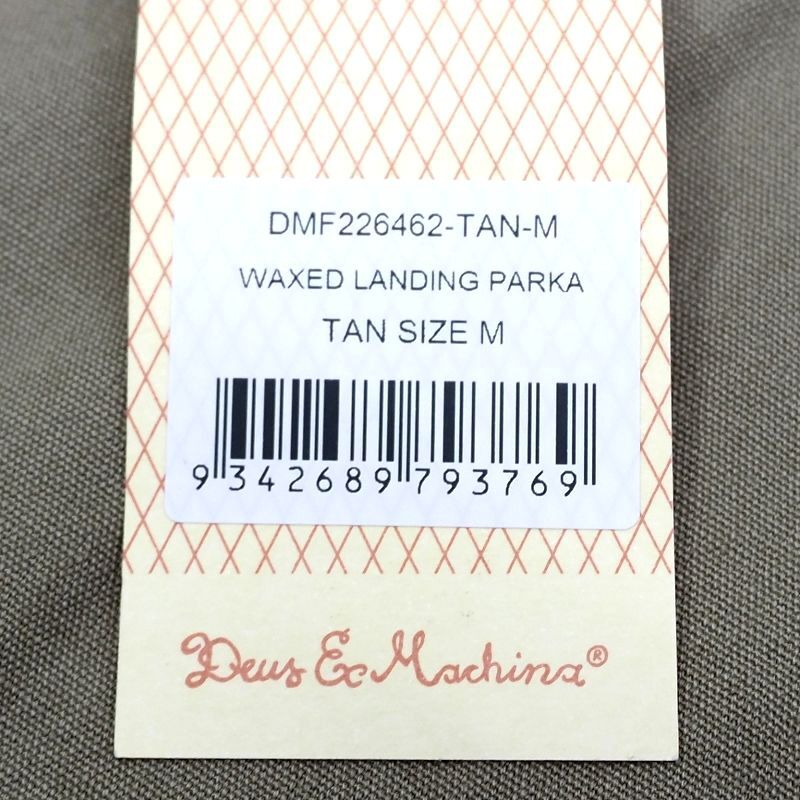 DMF226462-TAN-M
WAXED LANDING PARKA
TAN SIZE M
9 342689 793769
Deus Ex Machina®